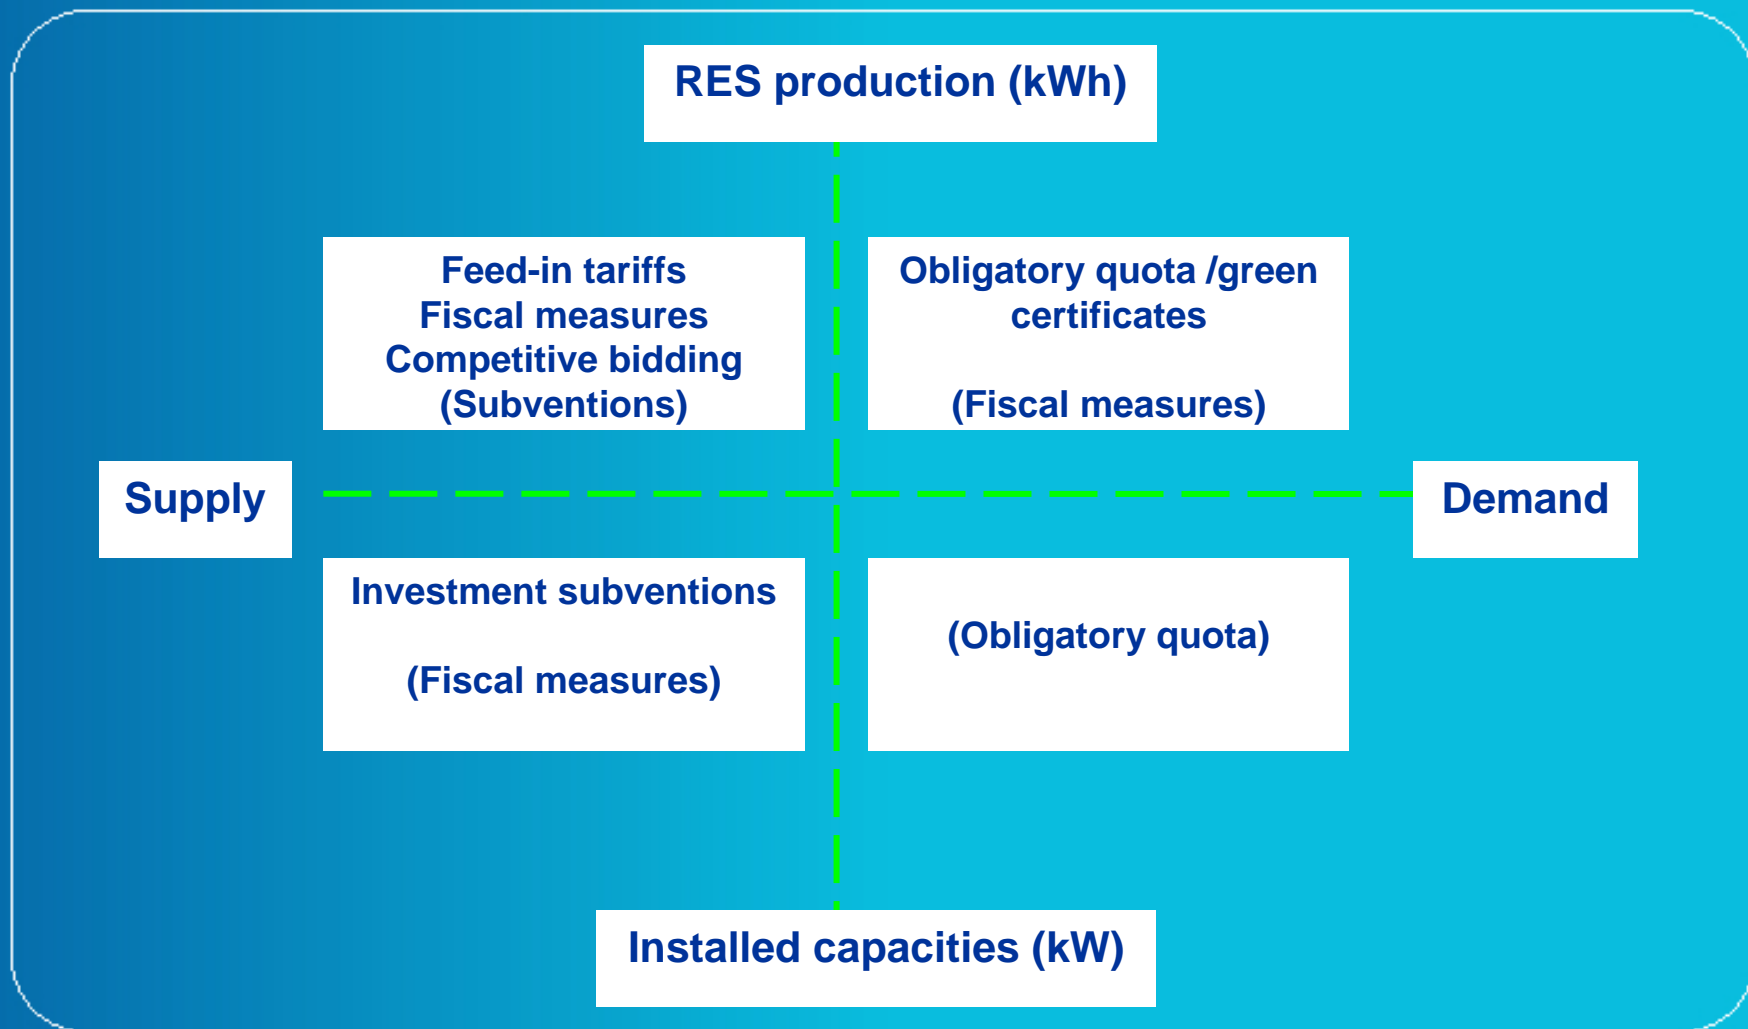 RES production (kWh)
Feed-in tariffs
Fiscal measures
Competitive bidding
(Subventions)
Obligatory quota /green
certificates
(Fiscal measures)
Supply
Demand
Investment subventions
(Fiscal measures)
(Obligatory quota)
Installed capacities (kW)